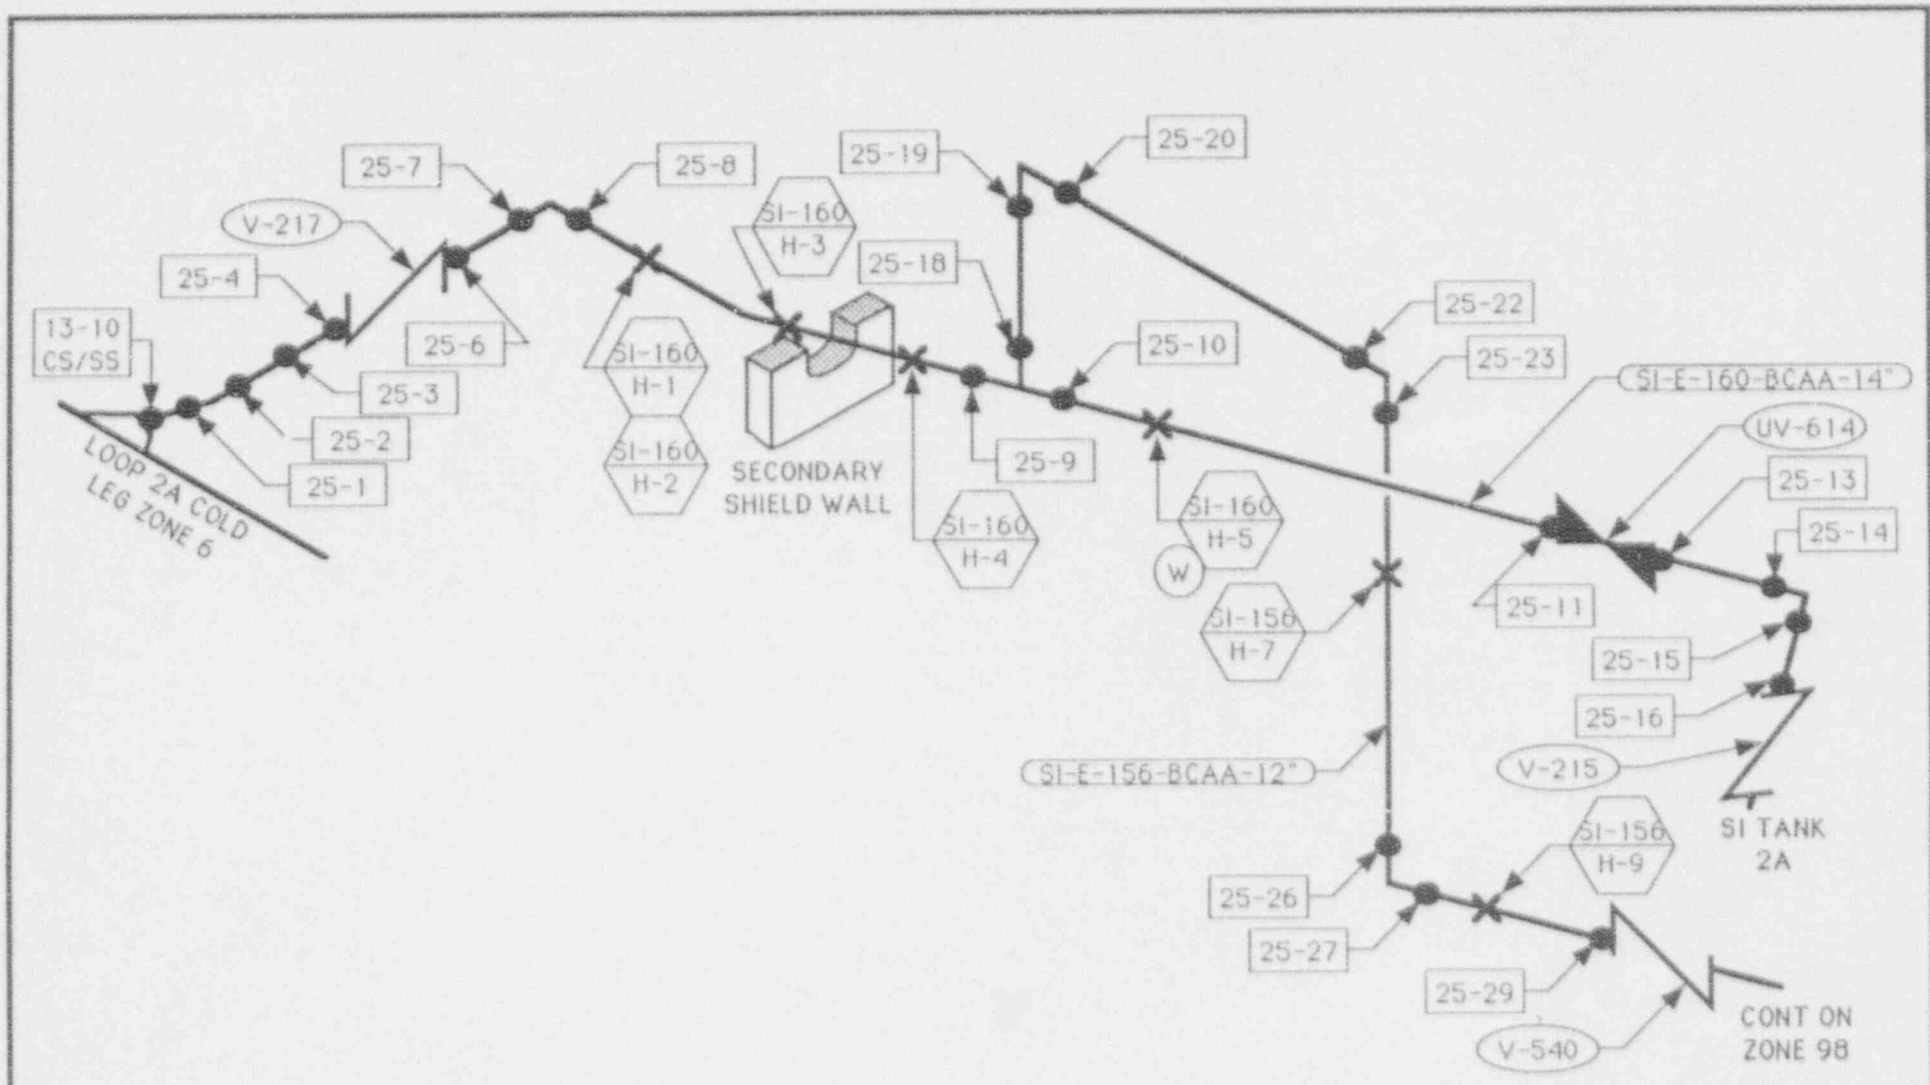 25-19
25-20
25-7
25-8
SI-160
H-3
V-217
25-18
25-4
25-22
13-10
CS/SS
25-6
25-10
25-23
SI-160
H-1
SI-E-160-BCAA-14"
25-3
UV-614
25-2
LOOP 2A COLD
LEG ZONE 6
25-1
SI-160
H-2
SECONDARY
SHIELD WALL
25-9
25-13
SI-160
H-4
SI-160
H-5
W
25-14
25-11
SI-156
H-7
25-15
25-16
SI-E-156-BCAA-12"
V-215
SI TANK
2A
SI-156
H-9
25-26
25-27
25-29
V-540
CONT ON
ZONE 98